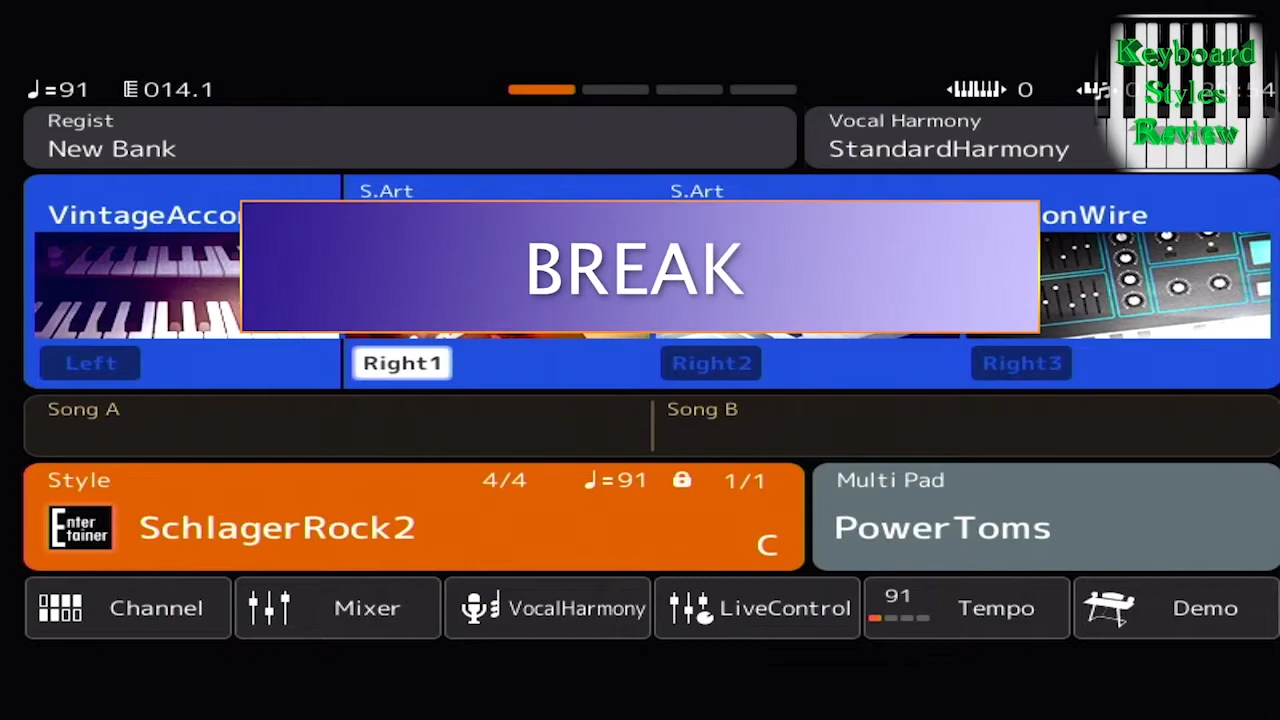 ♩=91 014.1 0
Keyboard
Styles
Review
Regist
New Bank
Vocal Harmony
StandardHarmony
S.Art S.Art
BREAK
Left Right1 Right2 Right3
Song A Song B
Style 4/4 ♩=91 1/1
Enter
tainer
SchlagerRock2
C
Multi Pad
PowerToms
Channel Mixer VocalHarmony LiveControl 91 Tempo Demo